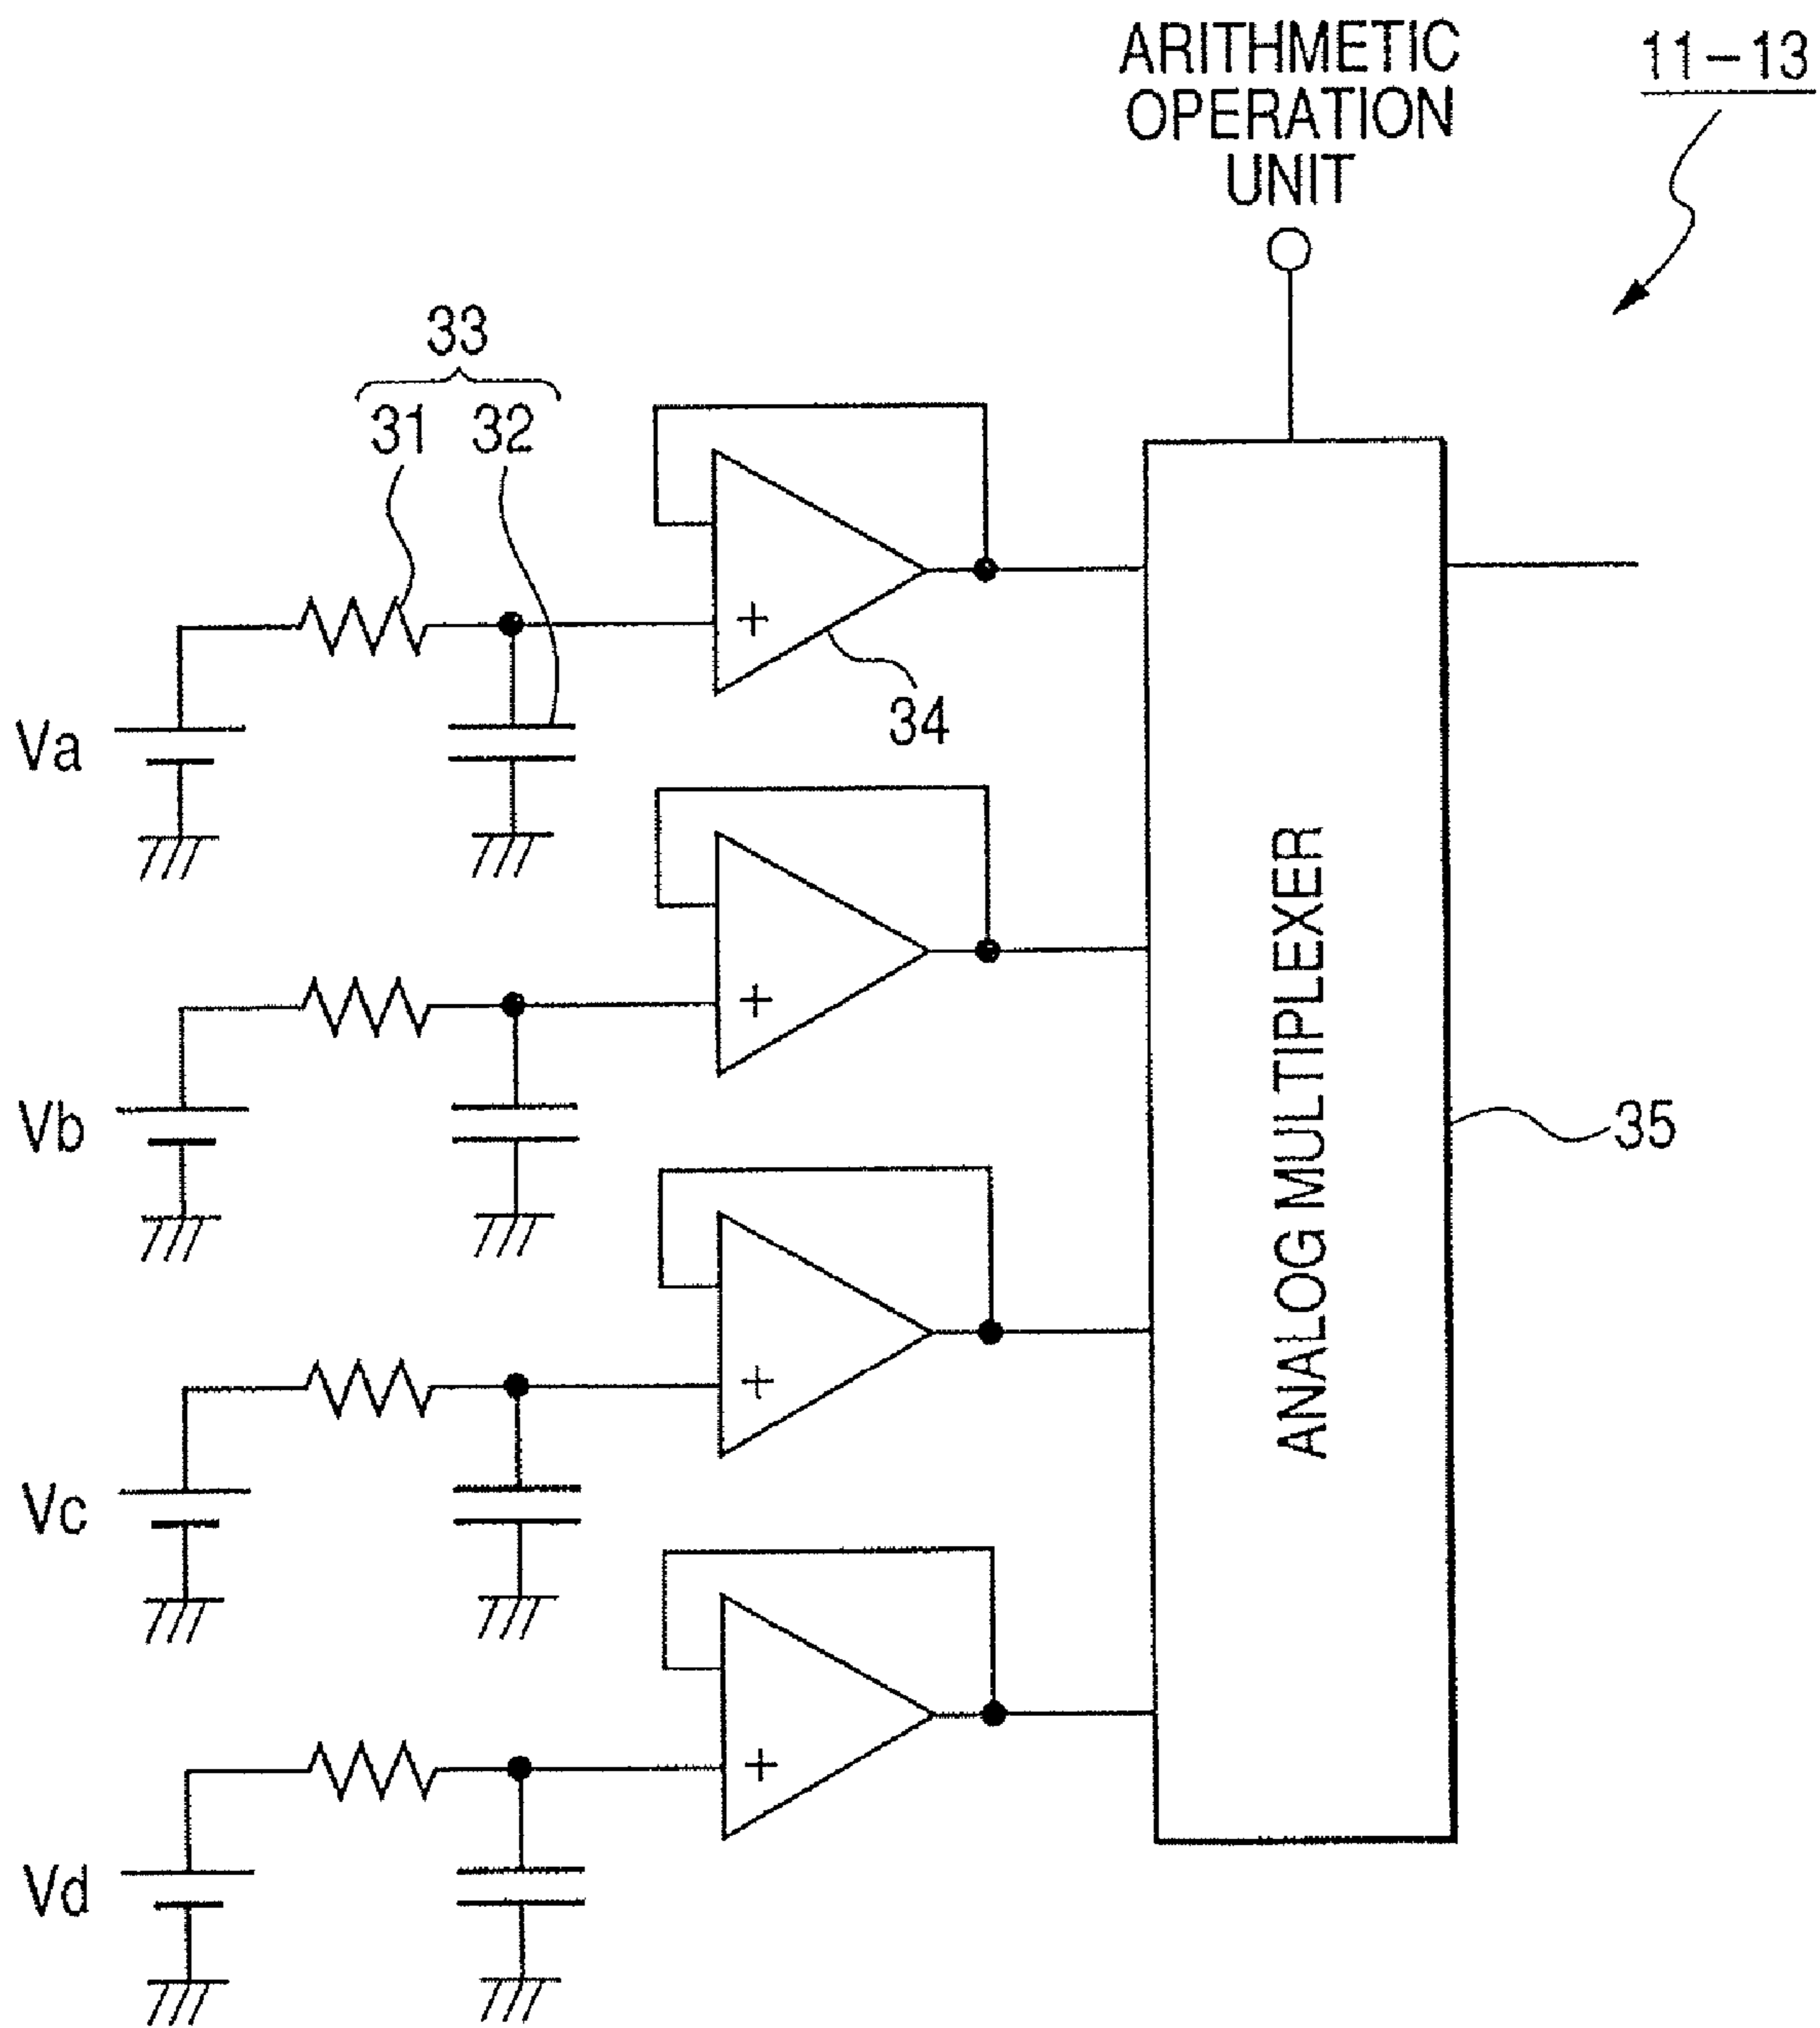 ARITHMETIC
OPERATION
UNIT
11-13
33
31 32
+
34
Va
+
Vb
ANALOG MULTIPLEXER
35
+
Vc
+
Vd